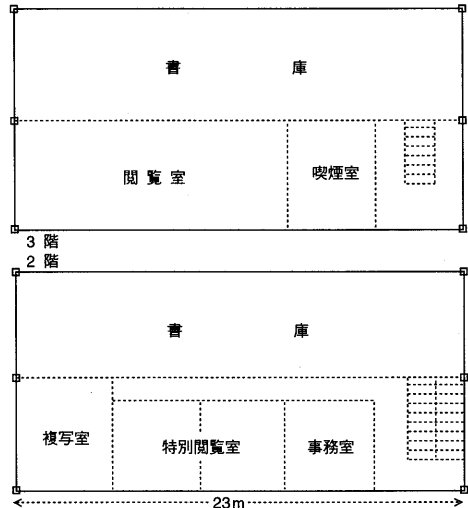 書庫
閲覧室
喫煙室
3階
2階
書庫
複写室
特別閲覧室
事務室
23m